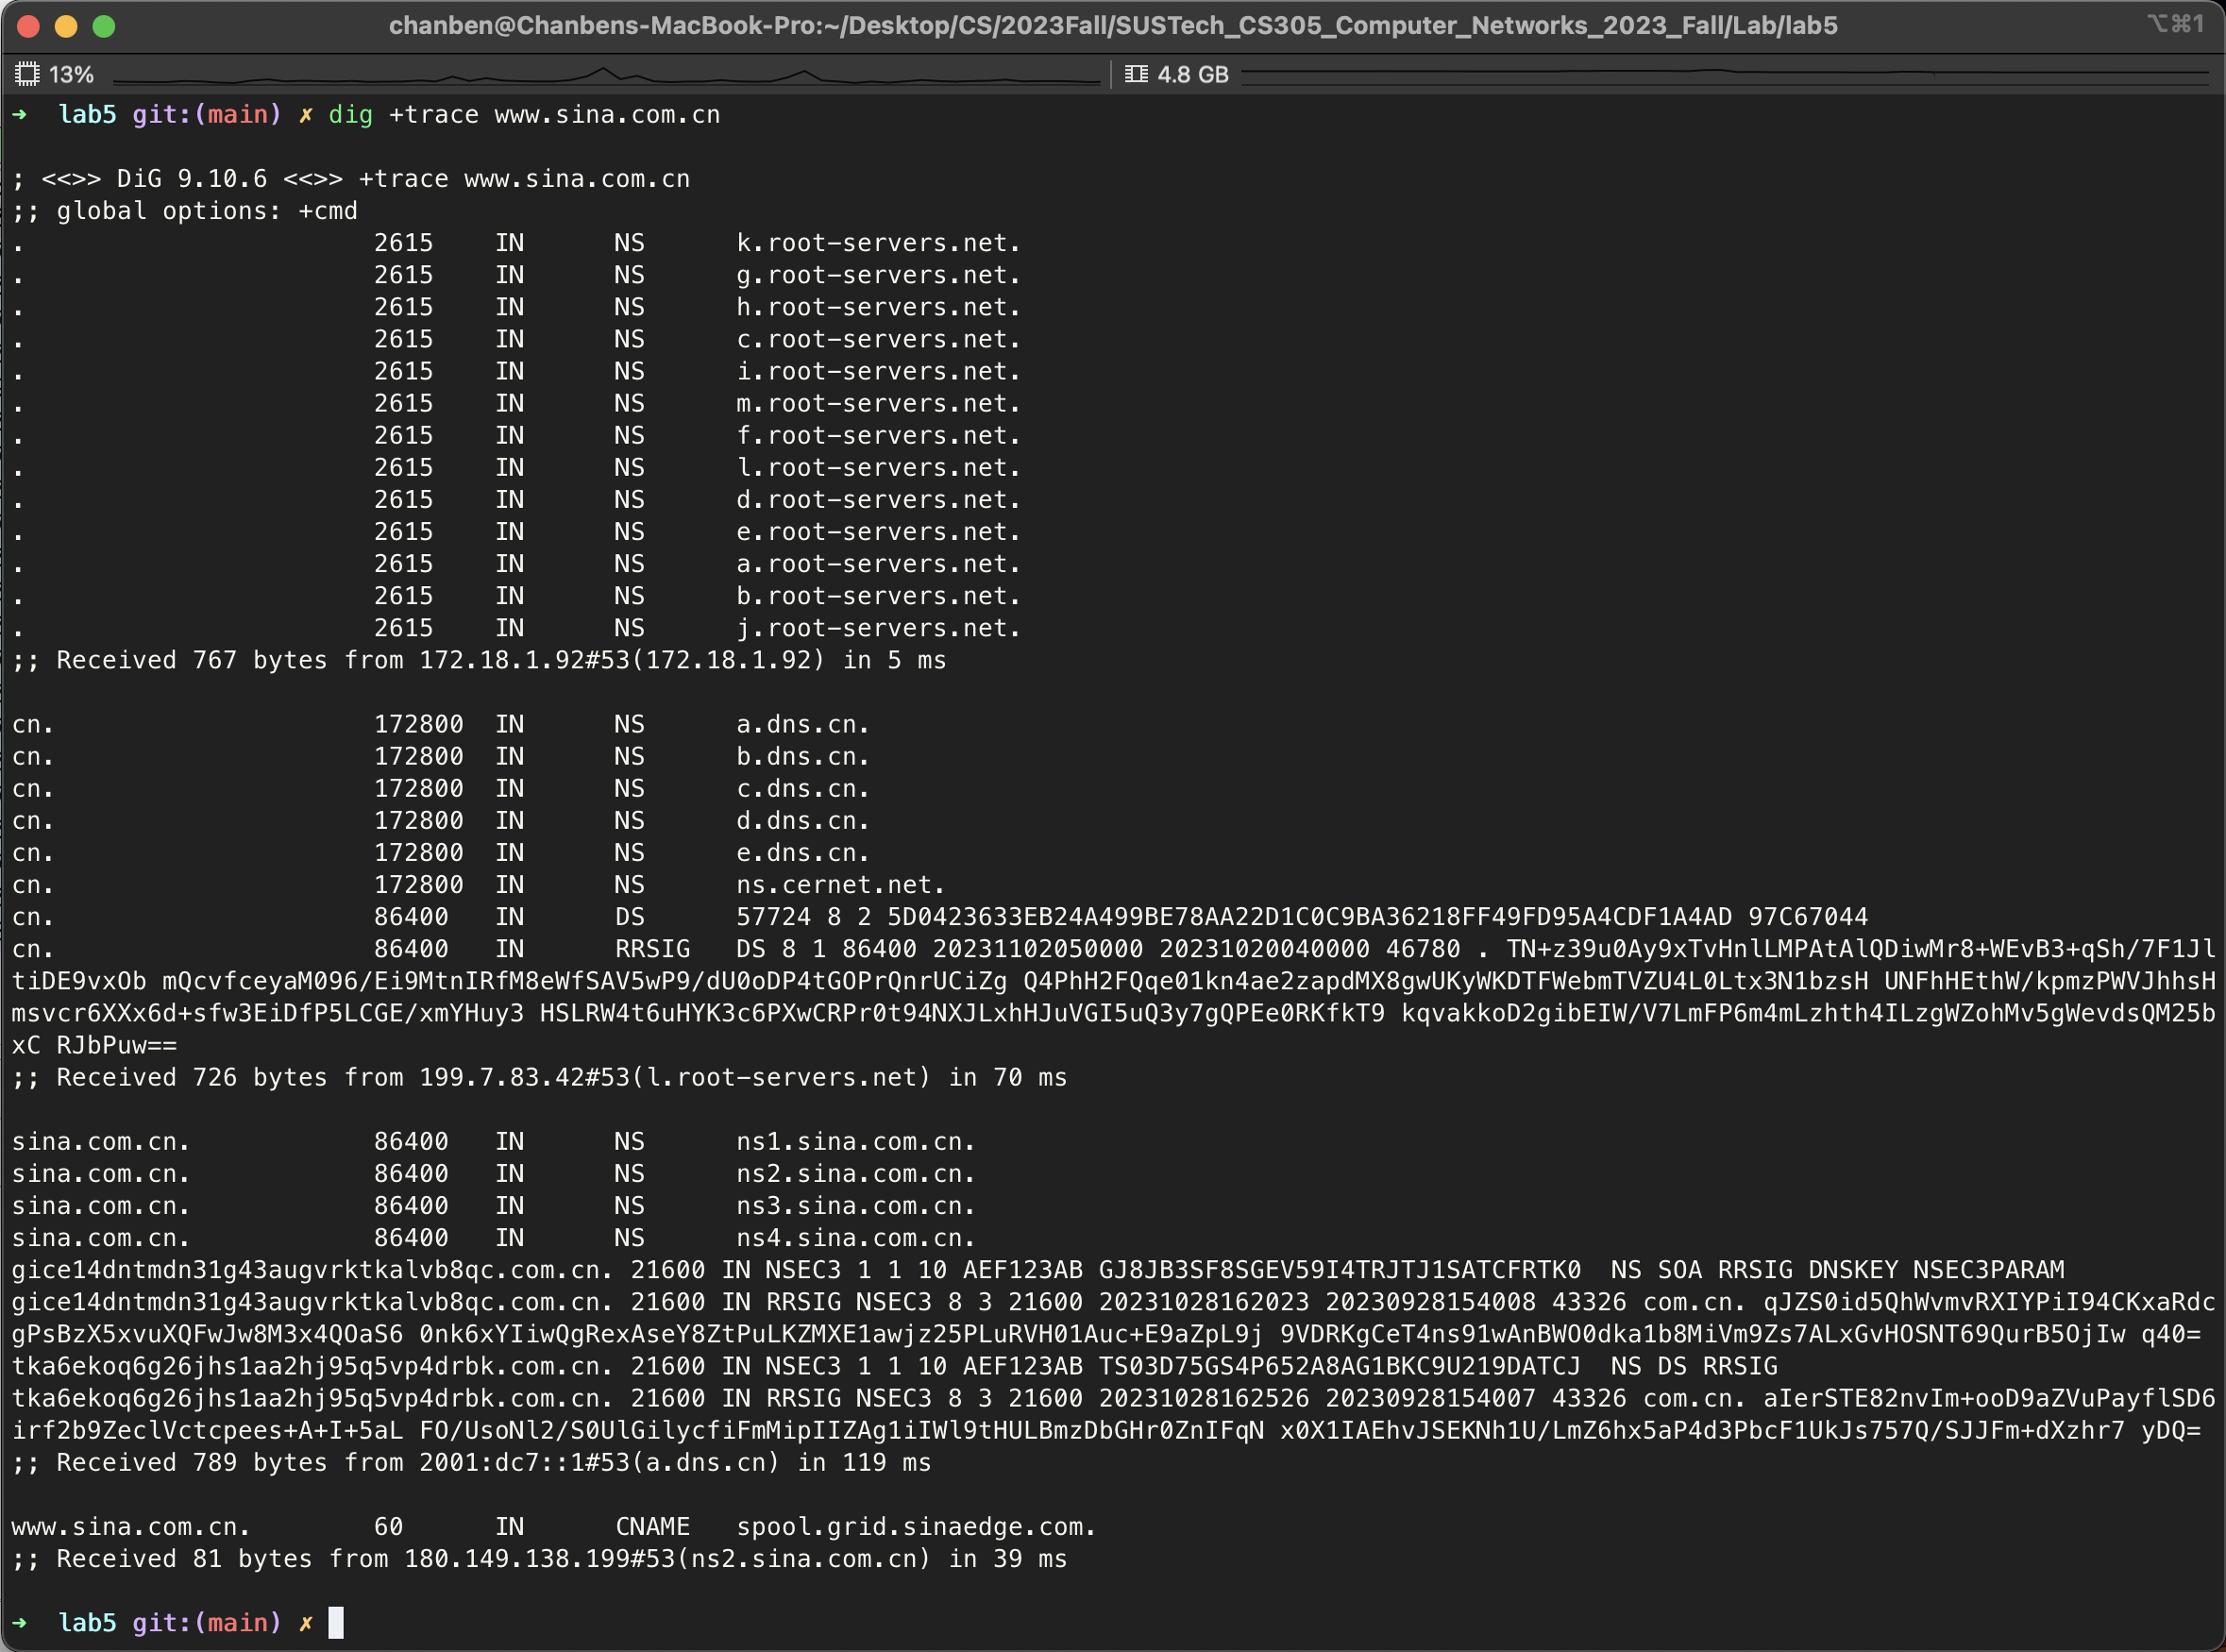 chanben@Chanbens-MacBook-Pro:~/Desktop/CS/2023Fall/SUSTech_CS305_Computer_Networks_2023_Fall/Lab/lab5 ⌥⌘1
13% 4.8 GB
➜ lab5 git:(main) ✗ dig +trace www.sina.com.cn
; <<>> DiG 9.10.6 <<>> +trace www.sina.com.cn
;; global options: +cmd
. 2615 IN NS k.root-servers.net.
. 2615 IN NS g.root-servers.net.
. 2615 IN NS h.root-servers.net.
. 2615 IN NS c.root-servers.net.
. 2615 IN NS i.root-servers.net.
. 2615 IN NS m.root-servers.net.
. 2615 IN NS f.root-servers.net.
. 2615 IN NS l.root-servers.net.
. 2615 IN NS d.root-servers.net.
. 2615 IN NS e.root-servers.net.
. 2615 IN NS a.root-servers.net.
. 2615 IN NS b.root-servers.net.
. 2615 IN NS j.root-servers.net.
;; Received 767 bytes from 172.18.1.92#53(172.18.1.92) in 5 ms
cn. 172800 IN NS a.dns.cn.
cn. 172800 IN NS b.dns.cn.
cn. 172800 IN NS c.dns.cn.
cn. 172800 IN NS d.dns.cn.
cn. 172800 IN NS e.dns.cn.
cn. 172800 IN NS ns.cernet.net.
cn. 86400 IN DS 57724 8 2 5D0423633EB24A499BE78AA22D1C0C9BA36218FF49FD95A4CDF1A4AD 97C67044
cn. 86400 IN RRSIG DS 8 1 86400 20231102050000 20231020040000 46780 . TN+z39u0Ay9xTvHnlLMPAtAlQDiwMr8+WEvB3+qSh/7F1Jl
tiDE9vxOb mQcvfceyaM096/Ei9MtnIRfM8eWfSAV5wP9/dU0oDP4tGOPrQnrUCiZg Q4PhH2FQqe01kn4ae2zapdMX8gwUKyWKDTFWebmTVZU4L0Ltx3N1bzsH UNFhHEthW/kpmzPWVJhhsH
msvcr6XXx6d+sfw3EiDfP5LCGE/xmYHuy3 HSLRW4t6uHYK3c6PXwCRPr0t94NXJLxhHJuVGI5uQ3y7gQPEe0RKfkT9 kqvakkoD2gibEIW/V7LmFP6m4mLzhth4ILzgWZohMv5gWevdsQM25b
xC RJbPuw==
;; Received 726 bytes from 199.7.83.42#53(l.root-servers.net) in 70 ms
sina.com.cn. 86400 IN NS ns1.sina.com.cn.
sina.com.cn. 86400 IN NS ns2.sina.com.cn.
sina.com.cn. 86400 IN NS ns3.sina.com.cn.
sina.com.cn. 86400 IN NS ns4.sina.com.cn.
gice14dntmdn31g43augvrktkalvb8qc.com.cn. 21600 IN NSEC3 1 1 10 AEF123AB GJ8JB3SF8SGEV59I4TRJTJ1SATCFRTK0 NS SOA RRSIG DNSKEY NSEC3PARAM
gice14dntmdn31g43augvrktkalvb8qc.com.cn. 21600 IN RRSIG NSEC3 8 3 21600 20231028162023 20230928154008 43326 com.cn. qJZS0id5QhWvmvRXIYPiI94CKxaRdc
gPsBzX5xvuXQFwJw8M3x4QOaS6 0nk6xYIiwQgRexAseY8ZtPuLKZMXE1awjz25PLuRVH01Auc+E9aZpL9j 9VDRKgCeT4ns91wAnBWO0dka1b8MiVm9Zs7ALxGvHOSNT69QurB5OjIw q40=
tka6ekoq6g26jhs1aa2hj95q5vp4drbk.com.cn. 21600 IN NSEC3 1 1 10 AEF123AB TS03D75GS4P652A8AG1BKC9U219DATCJ NS DS RRSIG
tka6ekoq6g26jhs1aa2hj95q5vp4drbk.com.cn. 21600 IN RRSIG NSEC3 8 3 21600 20231028162526 20230928154007 43326 com.cn. aIerSTE82nvIm+ooD9aZVuPayflSD6
irf2b9ZeclVctcpees+A+I+5aL FO/UsoNl2/S0UlGilycfiFmMipIIZAg1iIWl9tHULBmzDbGHr0ZnIFqN x0X1IAEhvJSEKNh1U/LmZ6hx5aP4d3PbcF1UkJs757Q/SJJFm+dXzhr7 yDQ=
;; Received 789 bytes from 2001:dc7::1#53(a.dns.cn) in 119 ms
www.sina.com.cn. 60 IN CNAME spool.grid.sinaedge.com.
;; Received 81 bytes from 180.149.138.199#53(ns2.sina.com.cn) in 39 ms
➜ lab5 git:(main) ✗